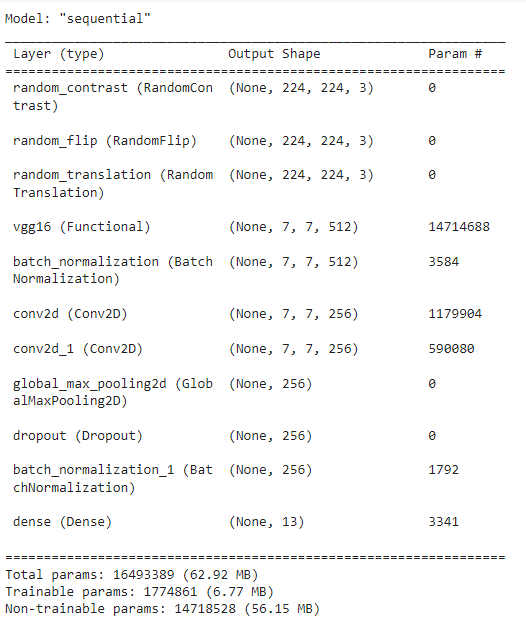 Model: "sequential"
Layer (type) Output Shape Param #
random_contrast (RandomCon (None, 224, 224, 3) 0
trast)
random_flip (RandomFlip) (None, 224, 224, 3) 0
random_translation (Random (None, 224, 224, 3) 0
Translation)
vgg16 (Functional) (None, 7, 7, 512) 14714688
batch_normalization (Batch (None, 7, 7, 512) 3584
Normalization)
conv2d (Conv2D) (None, 7, 7, 256) 1179904
conv2d_1 (Conv2D) (None, 7, 7, 256) 590080
global_max_pooling2d (Glob (None, 256) 0
alMaxPooling2D)
dropout (Dropout) (None, 256) 0
batch_normalization_1 (Bat (None, 256) 1792
chNormalization)
dense (Dense) (None, 13) 3341
Total params: 16493389 (62.92 MB)
Trainable params: 1774861 (6.77 MB)
Non-trainable params: 14718528 (56.15 MB)